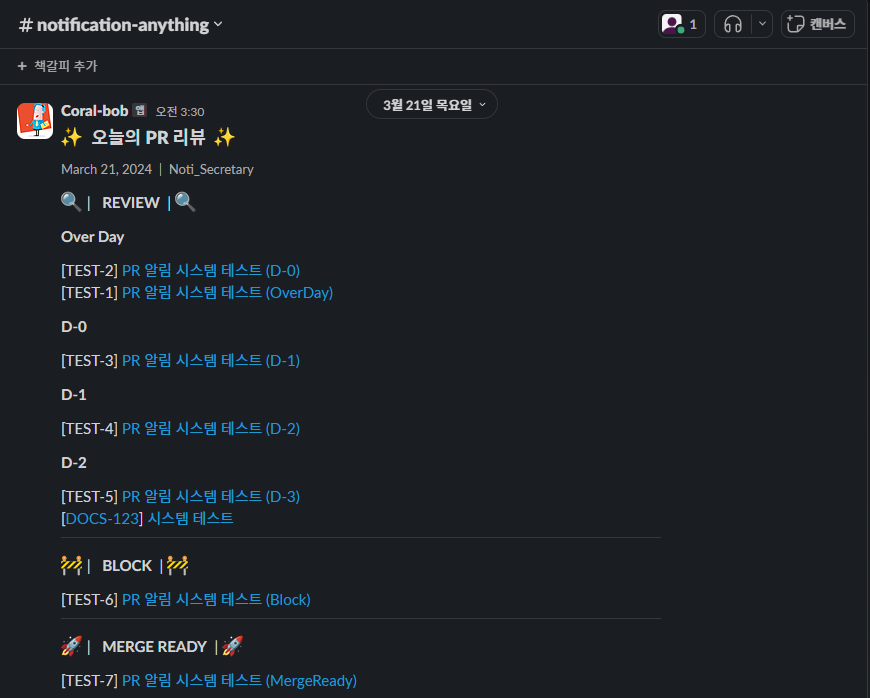 # notification-anything
1
캔버스
+ 책갈피 추가
3월 21일 목요일
Coral-bob 앱 오전 3:30
✨ 오늘의 PR 리뷰 ✨
March 21, 2024 | Noti_Secretary
🔍 | REVIEW | 🔍
Over Day
[TEST-2] PR 알림 시스템 테스트 (D-0)
[TEST-1] PR 알림 시스템 테스트 (OverDay)
D-0
[TEST-3] PR 알림 시스템 테스트 (D-1)
D-1
[TEST-4] PR 알림 시스템 테스트 (D-2)
D-2
[TEST-5] PR 알림 시스템 테스트 (D-3)
[DOCS-123] 시스템 테스트
🚧 | BLOCK | 🚧
[TEST-6] PR 알림 시스템 테스트 (Block)
🚀 | MERGE READY | 🚀
[TEST-7] PR 알림 시스템 테스트 (MergeReady)